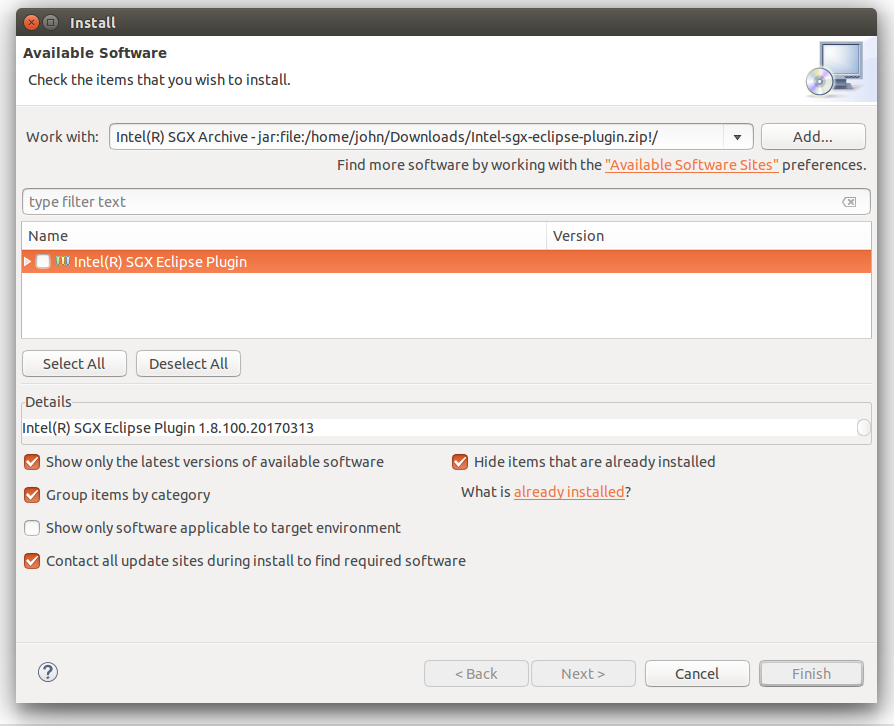 Install
Available Software
Check the items that you wish to install.
Work with: Intel(R) SGX Archive - jar:file:/home/john/Downloads/Intel-sgx-eclipse-plugin.zip!/ Add...
Find more software by working with the "Available Software Sites" preferences.
type filter text
Name Version
Intel(R) SGX Eclipse Plugin
Select All Deselect All
Details
Intel(R) SGX Eclipse Plugin 1.8.100.20170313
Show only the latest versions of available software Hide items that are already installed
Group items by category What is already installed?
Show only software applicable to target environment
Contact all update sites during install to find required software
? < Back Next > Cancel Finish